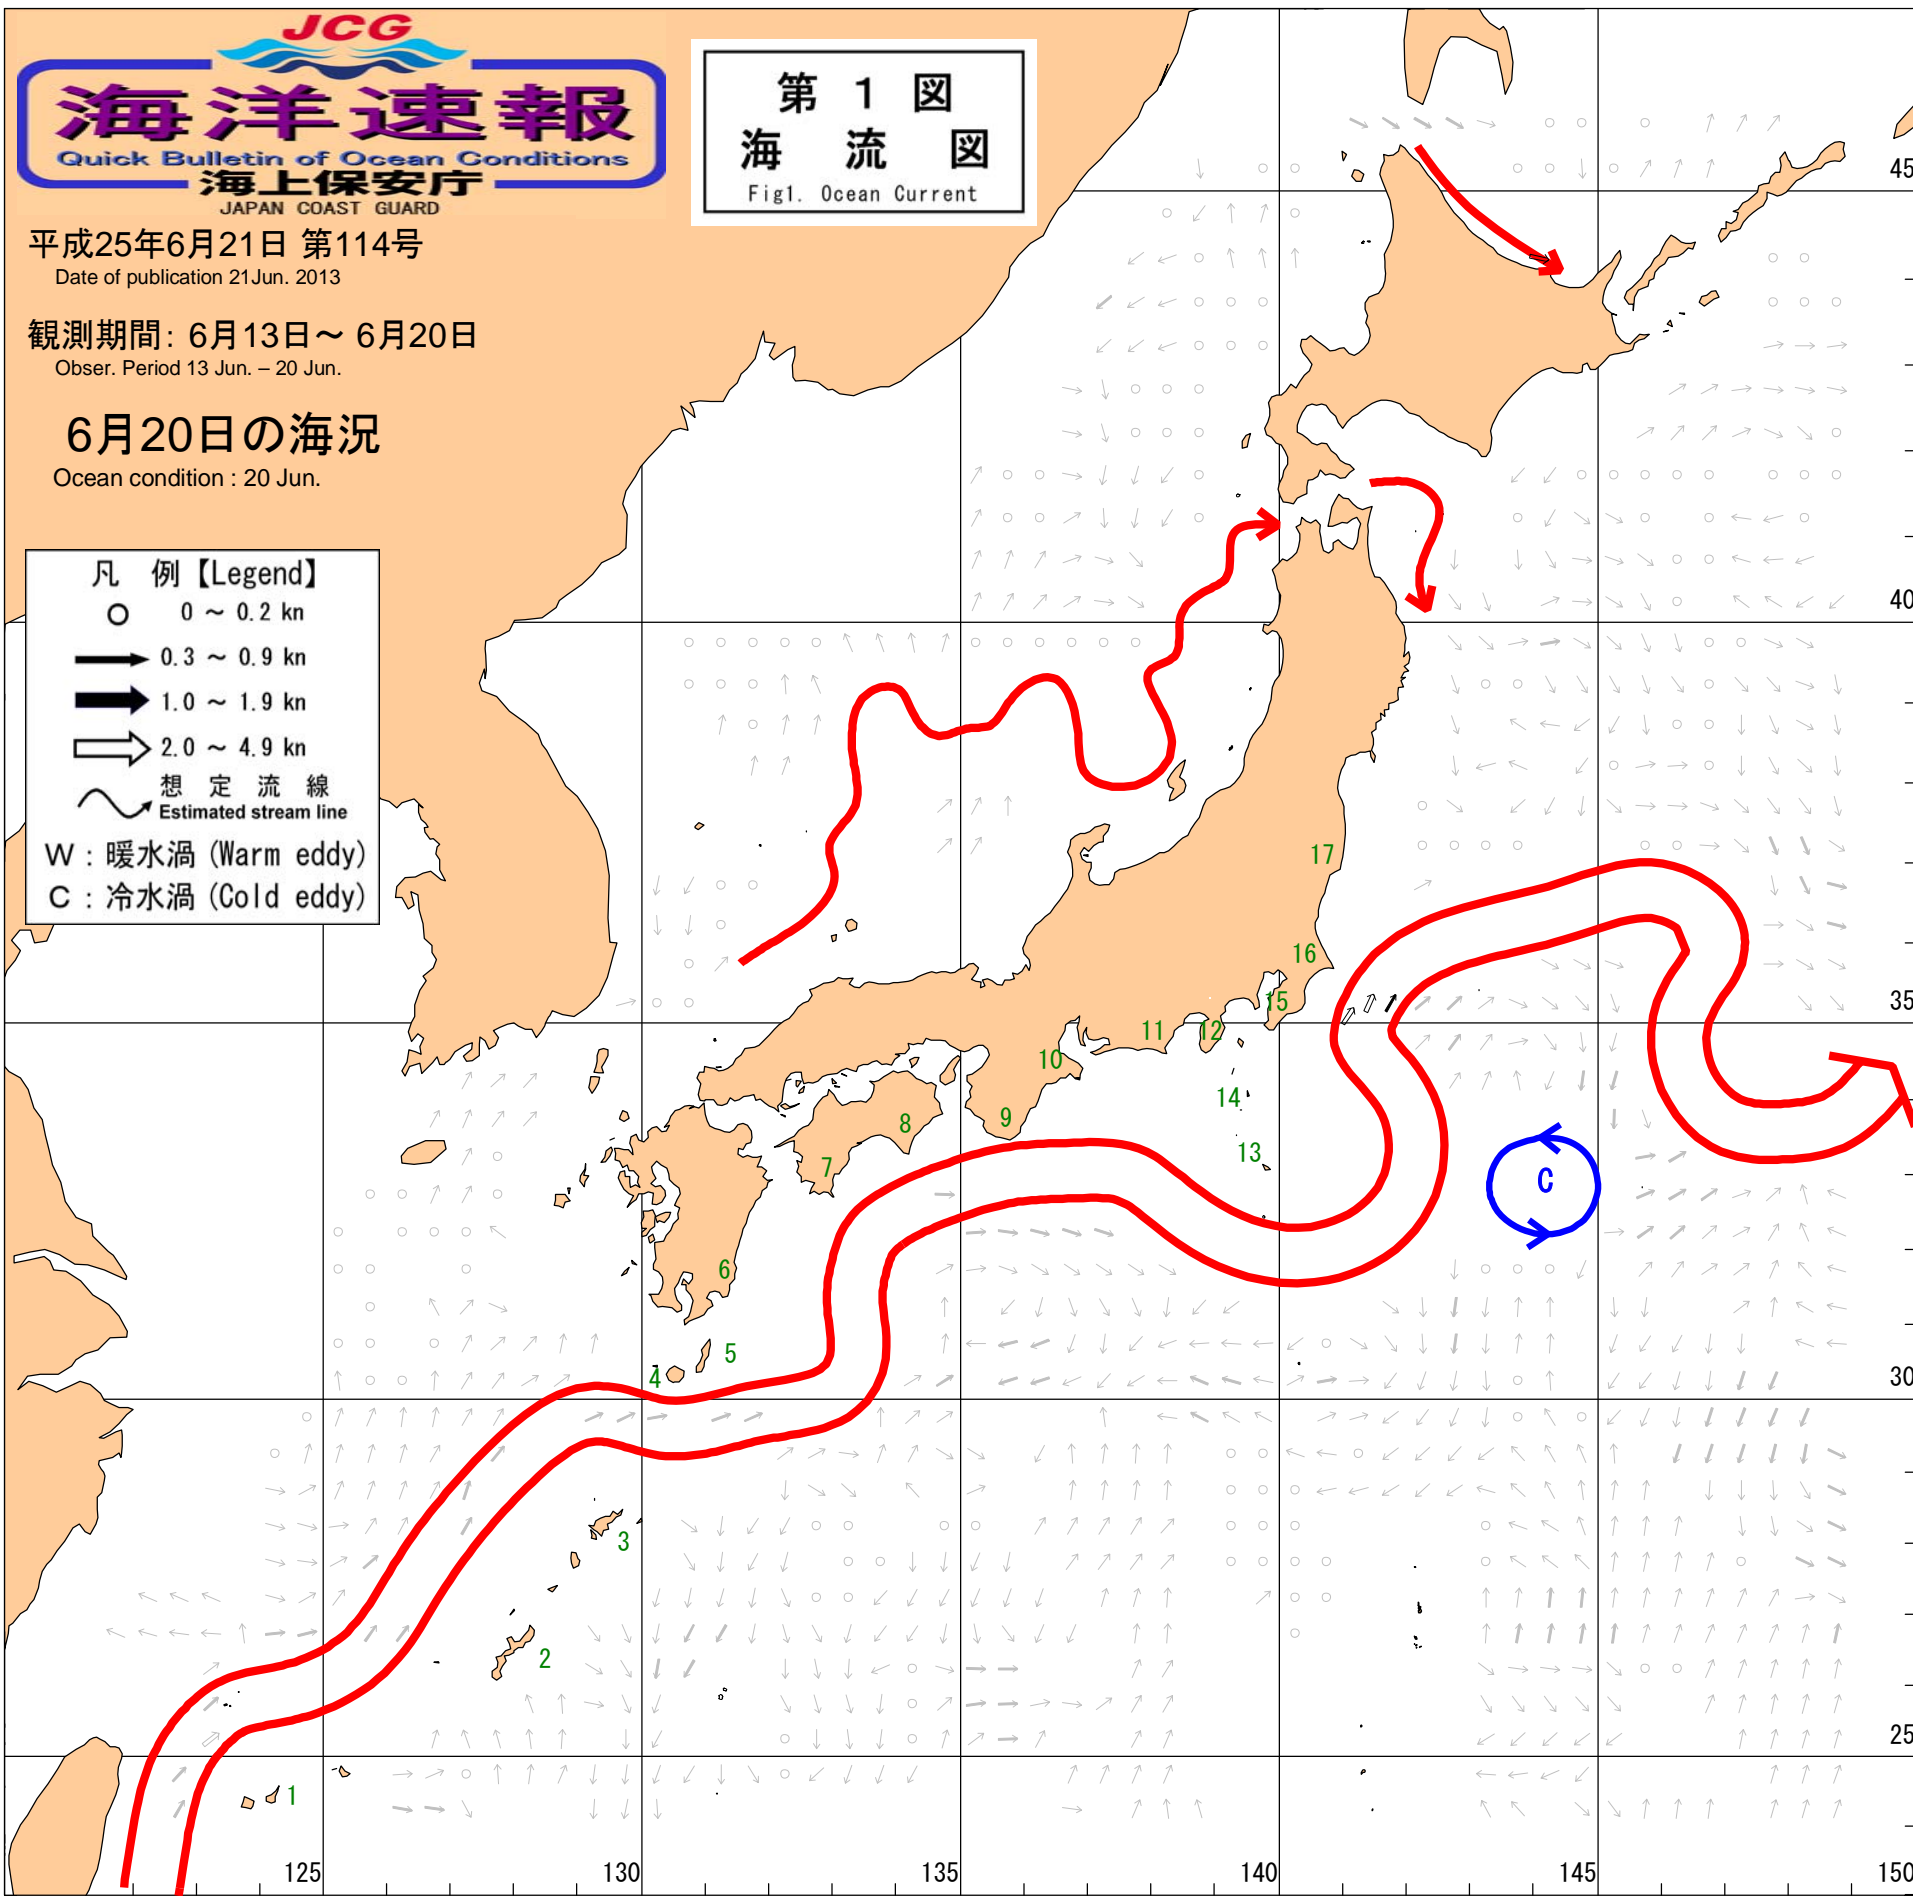 JCG
海洋速報
Quick Bulletin of Ocean Conditions
海上保安庁
JAPAN COAST GUARD
第 1 図
海 流 図
Fig1. Ocean Current
平成25年6月21日 第114号
Date of publication 21Jun. 2013
観測期間: 6月13日～ 6月20日
Obser. Period 13 Jun. – 20 Jun.
6月20日の海況
Ocean condition : 20 Jun.
凡 例【Legend】
0 ～ 0.2 kn
0.3 ～ 0.9 kn
1.0 ～ 1.9 kn
2.0 ～ 4.9 kn
想 定 流 線
Estimated stream line
W : 暖水渦 (Warm eddy)
C : 冷水渦 (Cold eddy)
45
40
17
16
35
15
12
11
10
14
9
8
13
7
C
6
5
4
30
3
2
25
1
125
130
135
140
145
150